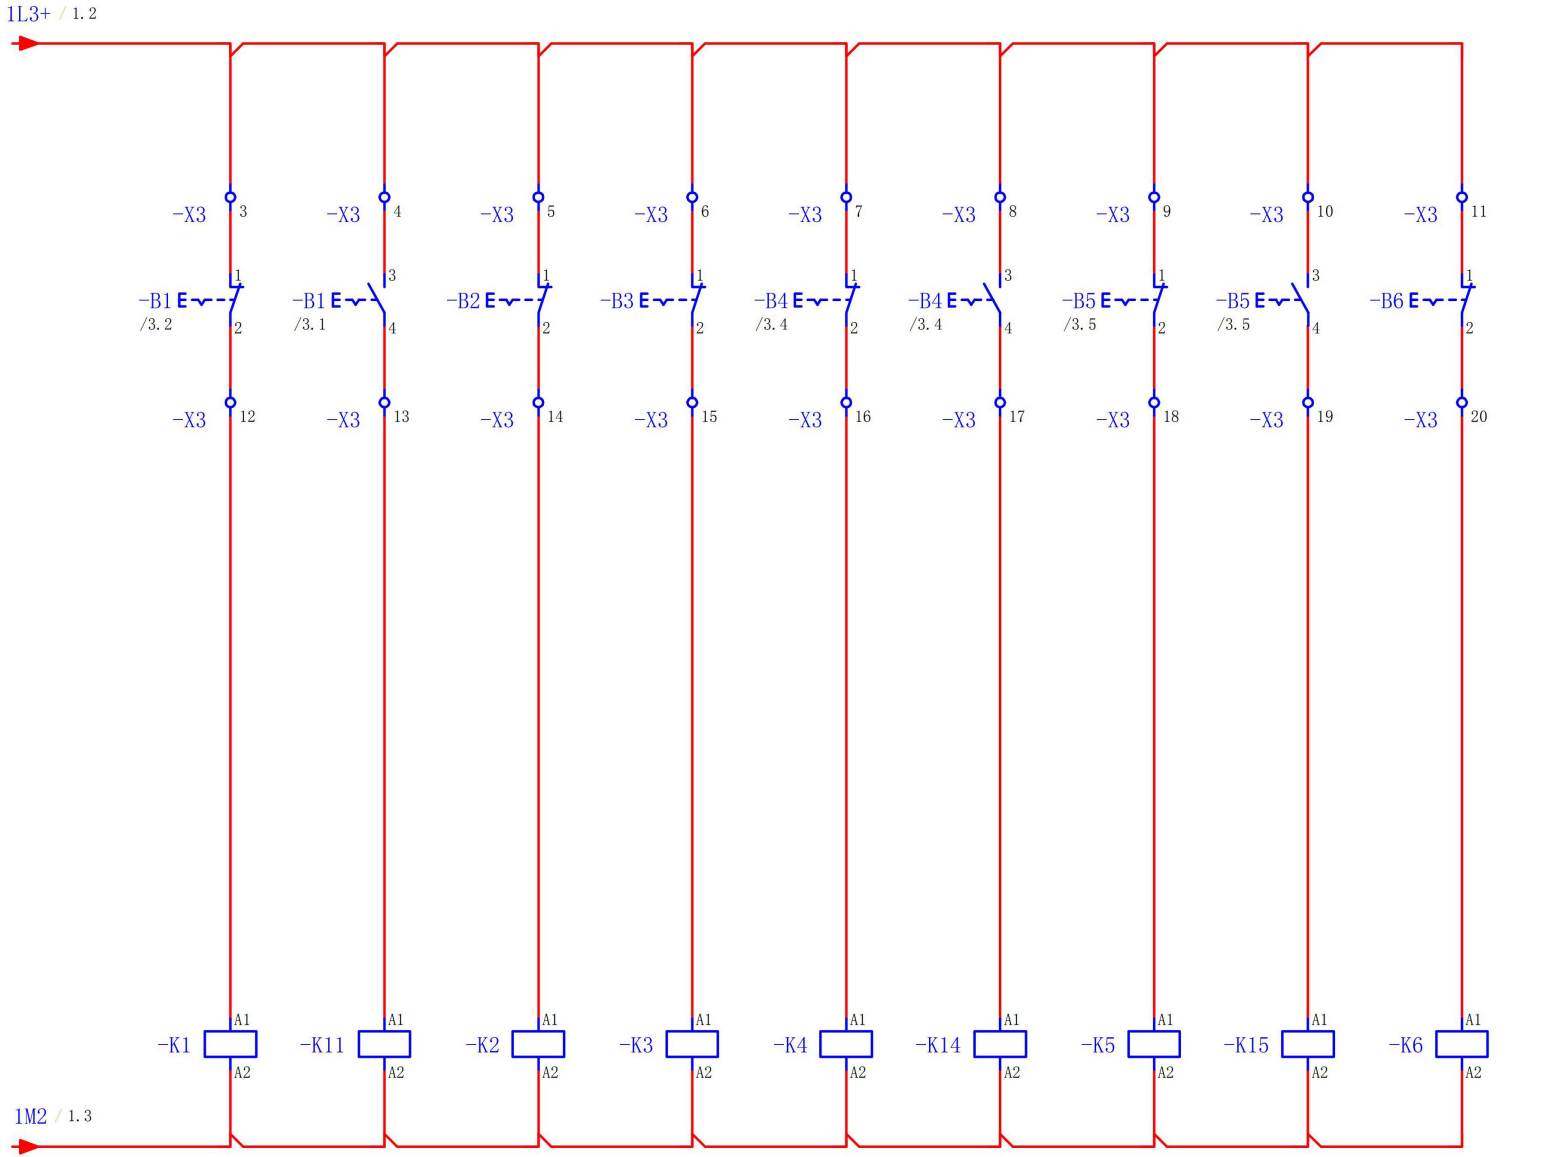 1L3+ / 1.2
-X3 3 -X3 4 -X3 5 -X3 6 -X3 7 -X3 8 -X3 9 -X3 10 -X3 11
1 3 1 1 1 3 1 3 1
-B1 E -B1 E -B2 E -B3 E -B4 E -B4 E -B5 E -B5 E -B6 E
/3.2 2 /3.1 4 2 2 /3.4 2 /3.4 4 /3.5 2 /3.5 4 2
-X3 12 -X3 13 -X3 14 -X3 15 -X3 16 -X3 17 -X3 18 -X3 19 -X3 20
A1 A1 A1 A1 A1 A1 A1 A1 A1
-K1 -K11 -K2 -K3 -K4 -K14 -K5 -K15 -K6
A2 A2 A2 A2 A2 A2 A2 A2 A2
1M2 / 1.3